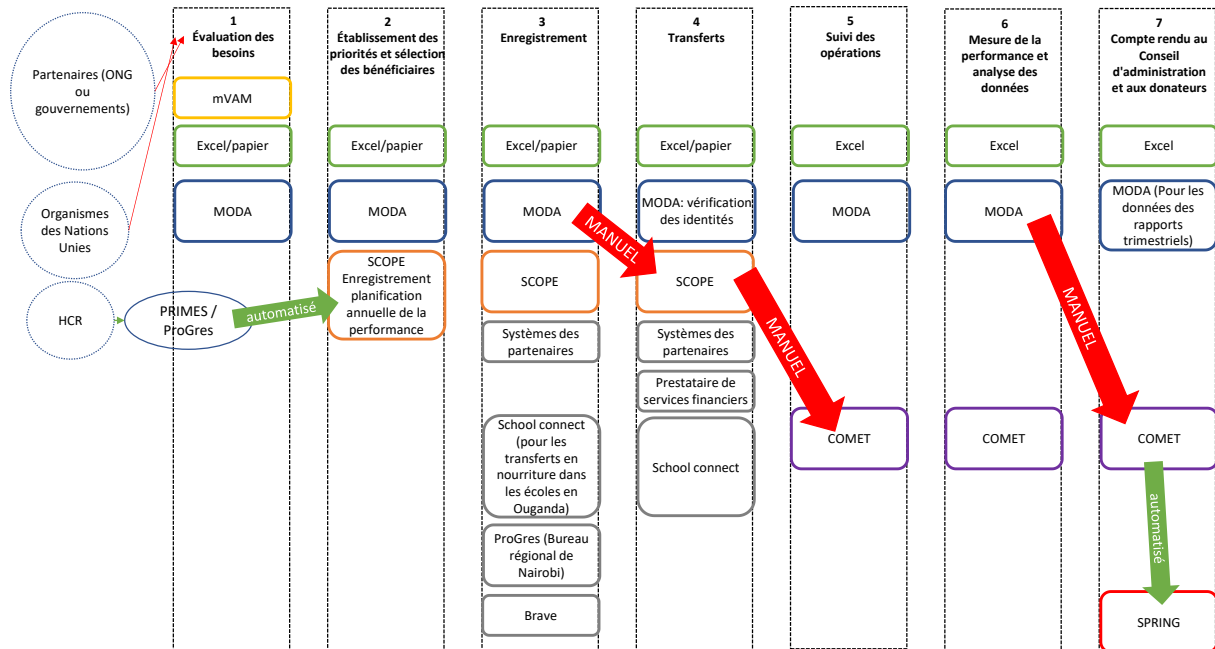 Partenaires (ONG
ou
gouvernements)
Organismes
des Nations
Unies
HCR
PRIMES /
ProGres
automatisé
1
Évaluation des
besoins
mVAM
Excel/papier
MODA
2
Établissement des
priorités et sélection
des bénéficiaires
Excel/papier
MODA
SCOPE
Enregistrement
planification
annuelle de la
performance
3
Enregistrement
Excel/papier
MODA
SCOPE
Systèmes des
partenaires
School connect
(pour les
transferts en
nourriture dans
les écoles en
Ouganda)
ProGres (Bureau
régional de
Nairobi)
Brave
MANUEL
4
Transferts
Excel/papier
MODA: vérification
des identités
SCOPE
Systèmes des
partenaires
Prestataire de
services financiers
School connect
MANUEL
5
Suivi des
opérations
Excel
MODA
COMET
6
Mesure de la
performance et
analyse des
données
Excel
MODA
COMET
MANUEL
7
Compte rendu au
Conseil
d'administration
et aux donateurs
Excel
MODA (Pour les
données des
rapports
trimestriels)
COMET
automatisé
SPRING